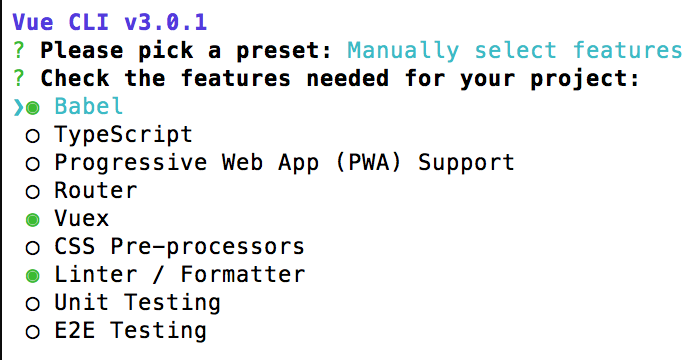 Vue CLI v3.0.1
? Please pick a preset: Manually select features
? Check the features needed for your project:
❯◉ Babel
◯ TypeScript
◯ Progressive Web App (PWA) Support
◯ Router
◉ Vuex
◯ CSS Pre-processors
◉ Linter / Formatter
◯ Unit Testing
◯ E2E Testing